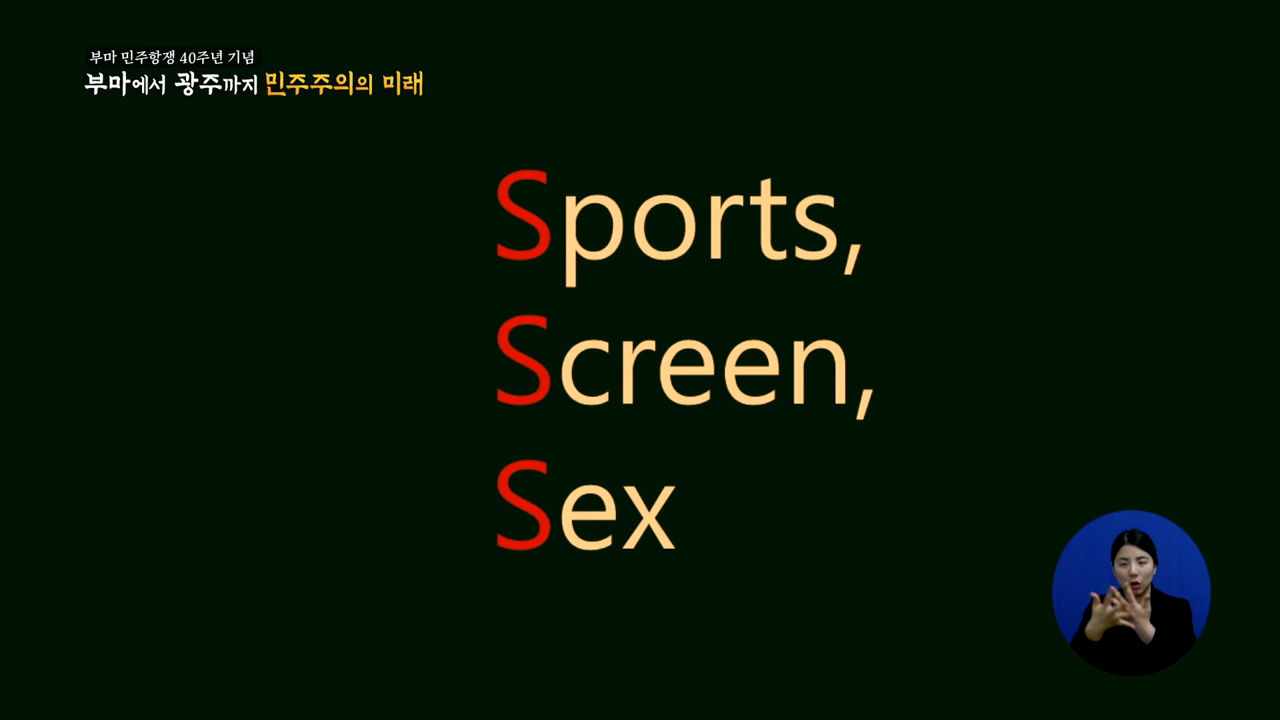 부마 민주항쟁 40주년 기념
부마에서 광주까지 민주주의의 미래
Sports,
Screen,
Sex